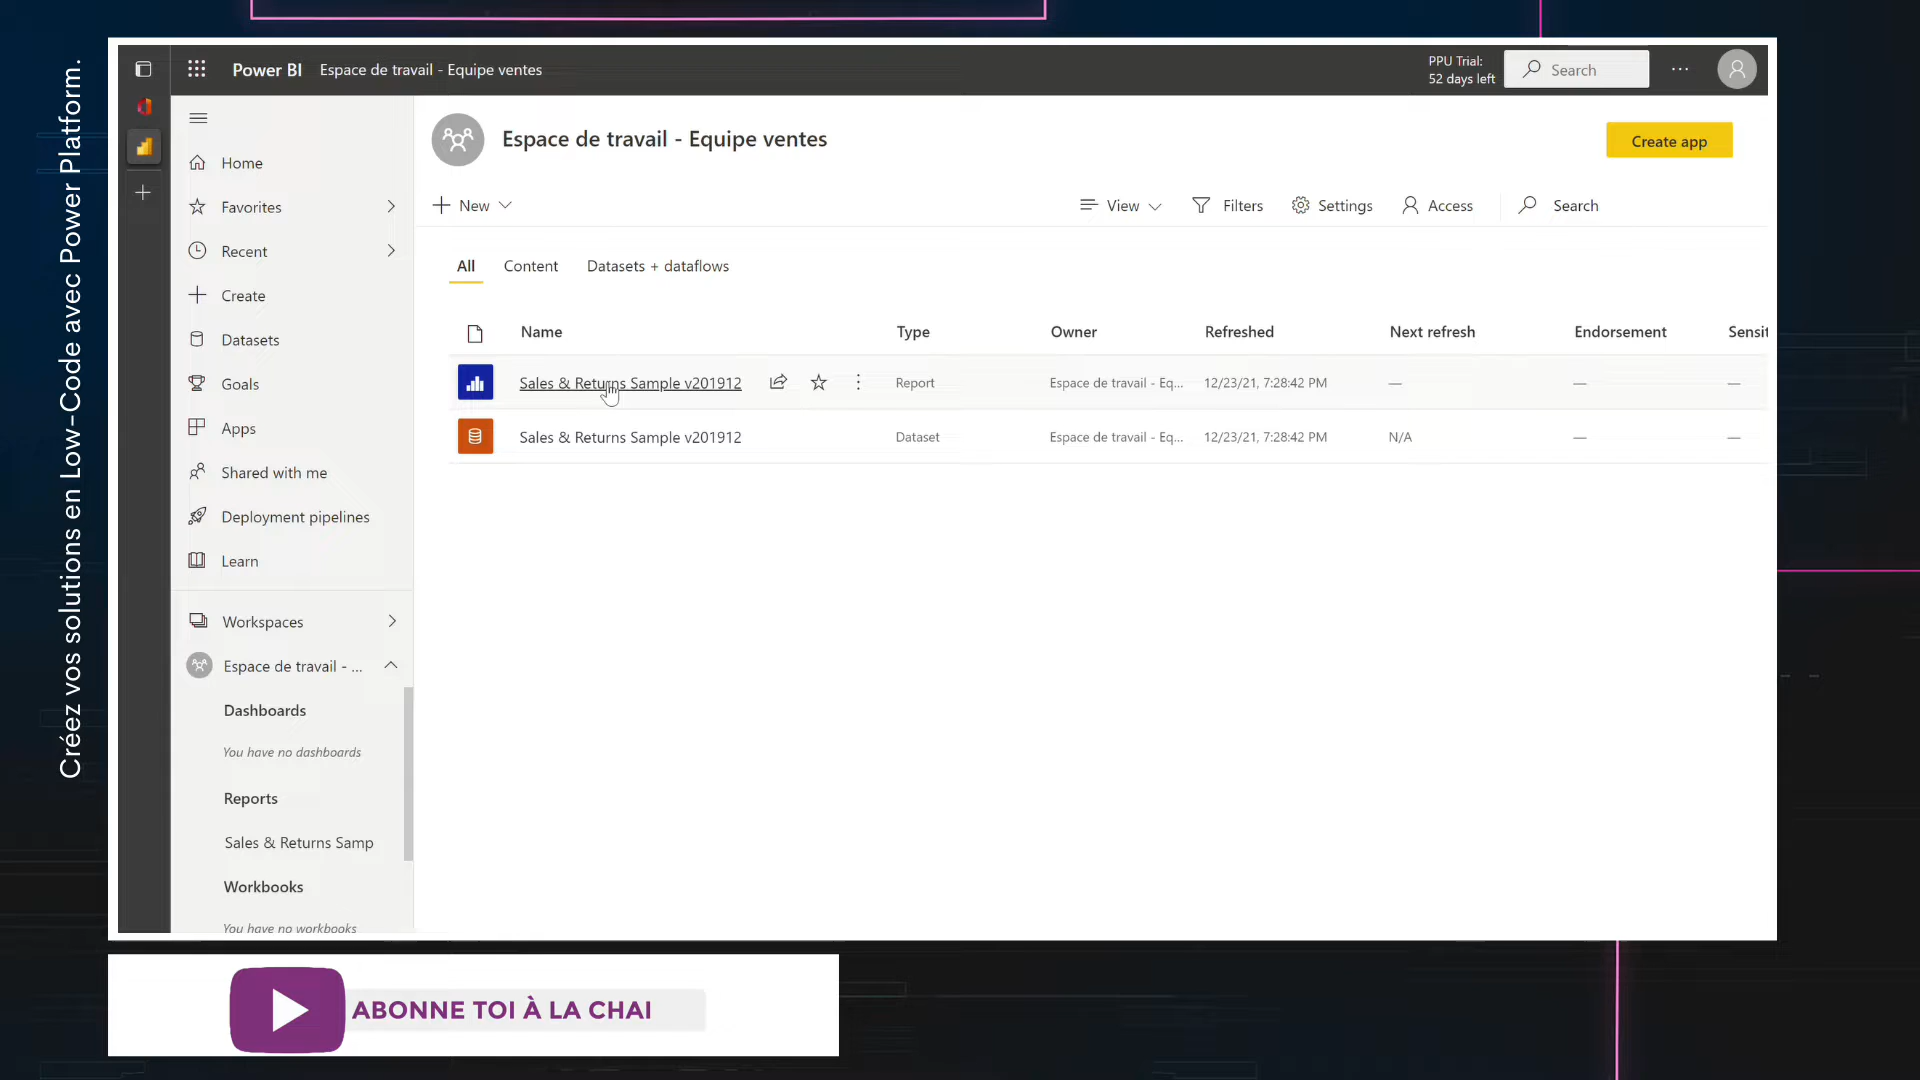 Créez vos solutions en Low-Code avec Power Platform.
Power BI Espace de travail - Equipe ventes
PPU Trial:
52 days left
Search
Espace de travail - Equipe ventes
Create app
New
View
Filters
Settings
Access
Search
Home
Favorites
Recent
Create
Datasets
Goals
Apps
Shared with me
Deployment pipelines
Learn
Workspaces
Espace de travail - ...
Dashboards
You have no dashboards
Reports
Sales & Returns Samp
Workbooks
You have no workbooks
All Content Datasets + dataflows
Name Type Owner Refreshed Next refresh Endorsement Sensit
Sales & Returns Sample v201912 Report Espace de travail - Eq... 12/23/21, 7:28:42 PM — — —
Sales & Returns Sample v201912 Dataset Espace de travail - Eq... 12/23/21, 7:28:42 PM N/A — —
ABONNE TOI À LA CHAI